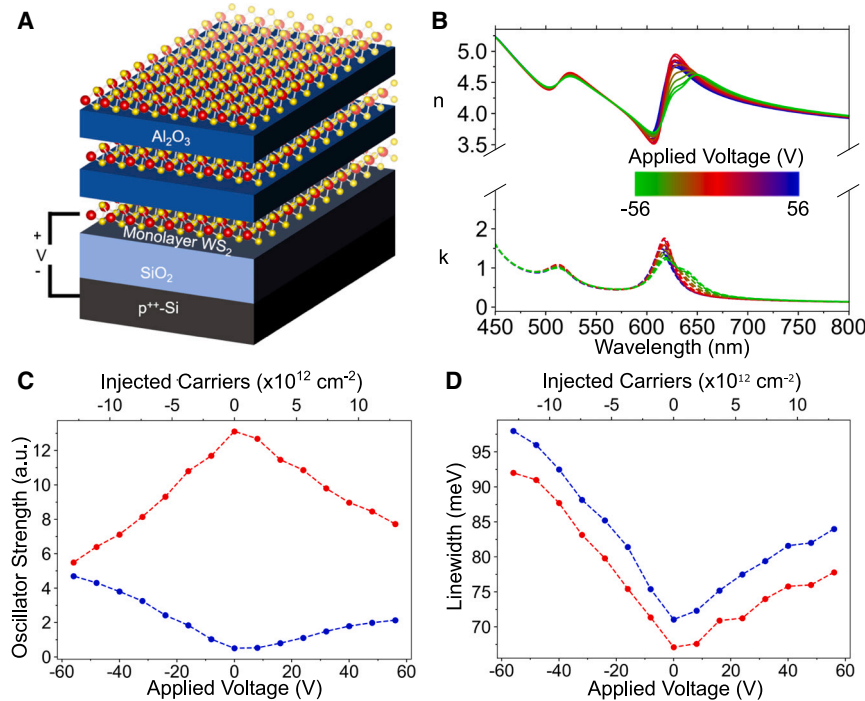 A
Al2O3
Monolayer WS2
SiO2
p++-Si
+
V
-
B
n
5.0
4.5
4.0
3.5
Applied Voltage (V)
-56 56
k
2
1
0
450 500 550 600 650 700 750 800
Wavelength (nm)
C
Injected Carriers (x10^12 cm^-2)
-10 -5 0 5 10
Oscillator Strength (a.u.)
12
10
8
6
4
2
0
-60 -40 -20 0 20 40 60
Applied Voltage (V)
D
Injected Carriers (x10^12 cm^-2)
-10 -5 0 5 10
Linewidth (meV)
95
90
85
80
75
70
-60 -40 -20 0 20 40 60
Applied Voltage (V)